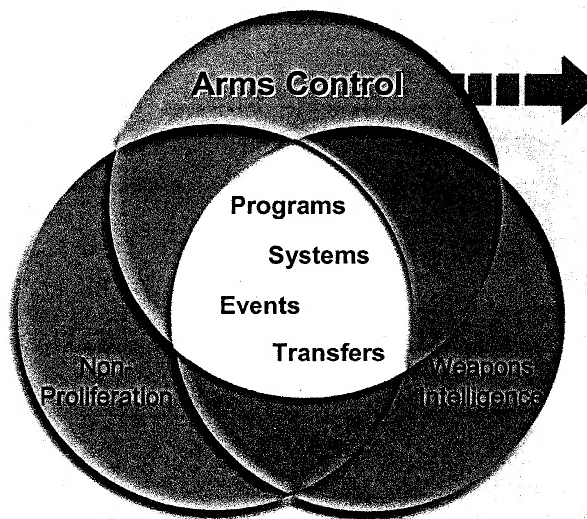 Arms Control
Programs
Systems
Events
Transfers
Non-
Proliferation
Weapons
Intelligence